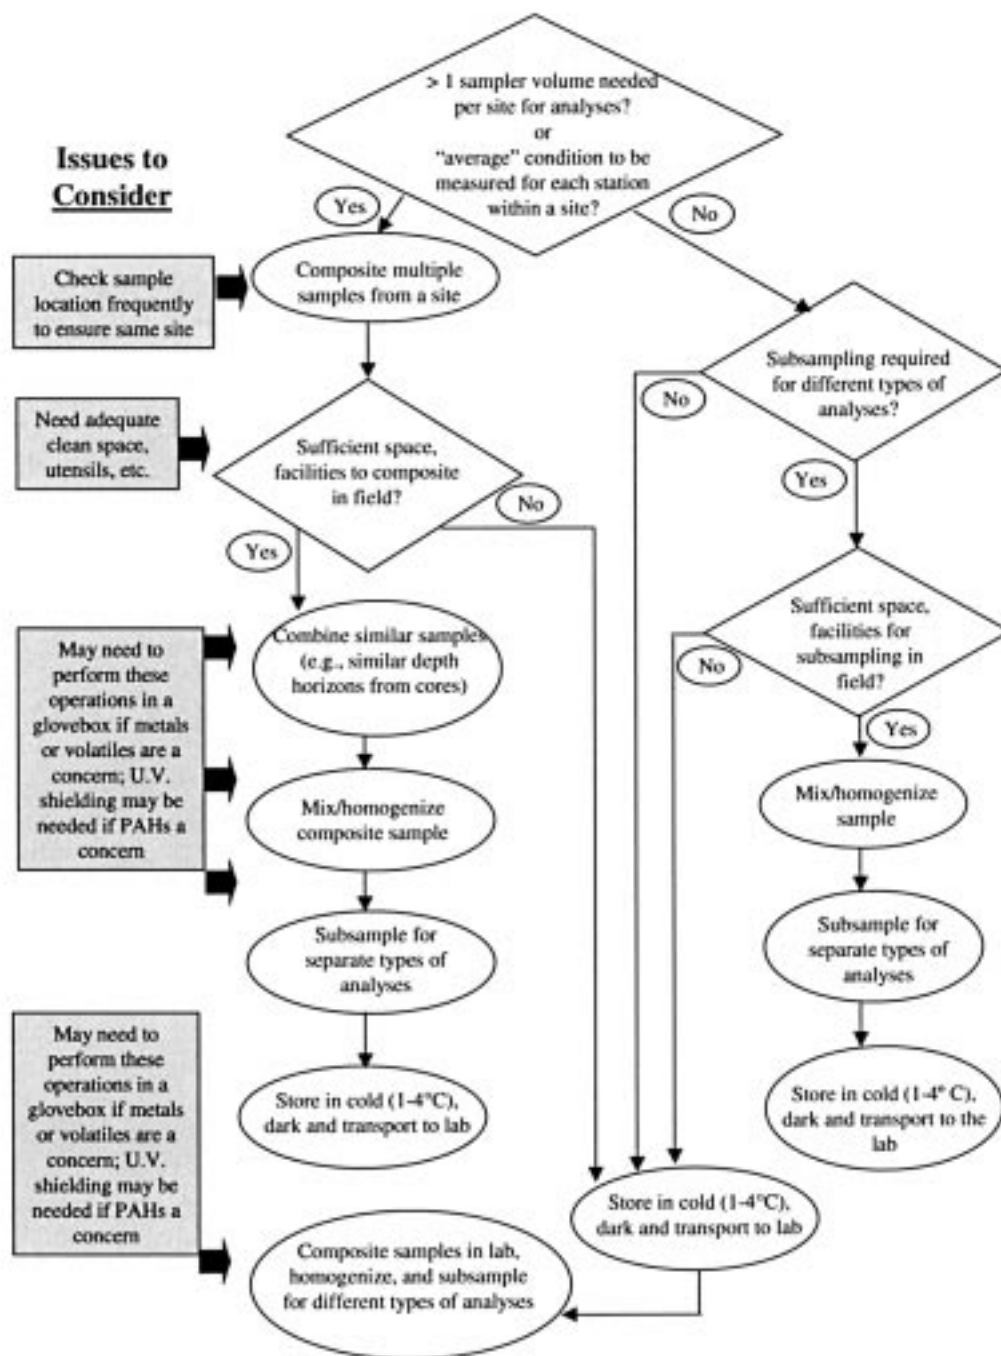 > 1 sampler volume needed
per site for analyses?
or
“average” condition to be
measured for each station
within a site?
Issues to
Consider
Yes
No
Check sample
location frequently
to ensure same site
Composite multiple
samples from a site
Subsampling required
for different types of
analyses?
No
Yes
Need adequate
clean space,
utensils, etc.
Sufficient space,
facilities to composite
in field?
No
Yes
Sufficient space,
facilities for
subsampling in
field?
No
Yes
May need to
perform these
operations in a
glovebox if metals
or volatiles are a
concern; U.V.
shielding may be
needed if PAHs a
concern
Combine similar samples
(e.g., similar depth
horizons from cores)
Mix/homogenize
composite sample
Mix/homogenize
sample
Subsample for
separate types of
analyses
Subsample for
separate types of
analyses
May need to
perform these
operations in a
glovebox if metals
or volatiles are a
concern; U.V.
shielding may be
needed if PAHs a
concern
Store in cold (1-4°C),
dark and transport to lab
Store in cold (1-4° C),
dark and transport to the
lab
Store in cold (1-4°C),
dark and transport to lab
Composite samples in lab,
homogenize, and subsample
for different types of analyses